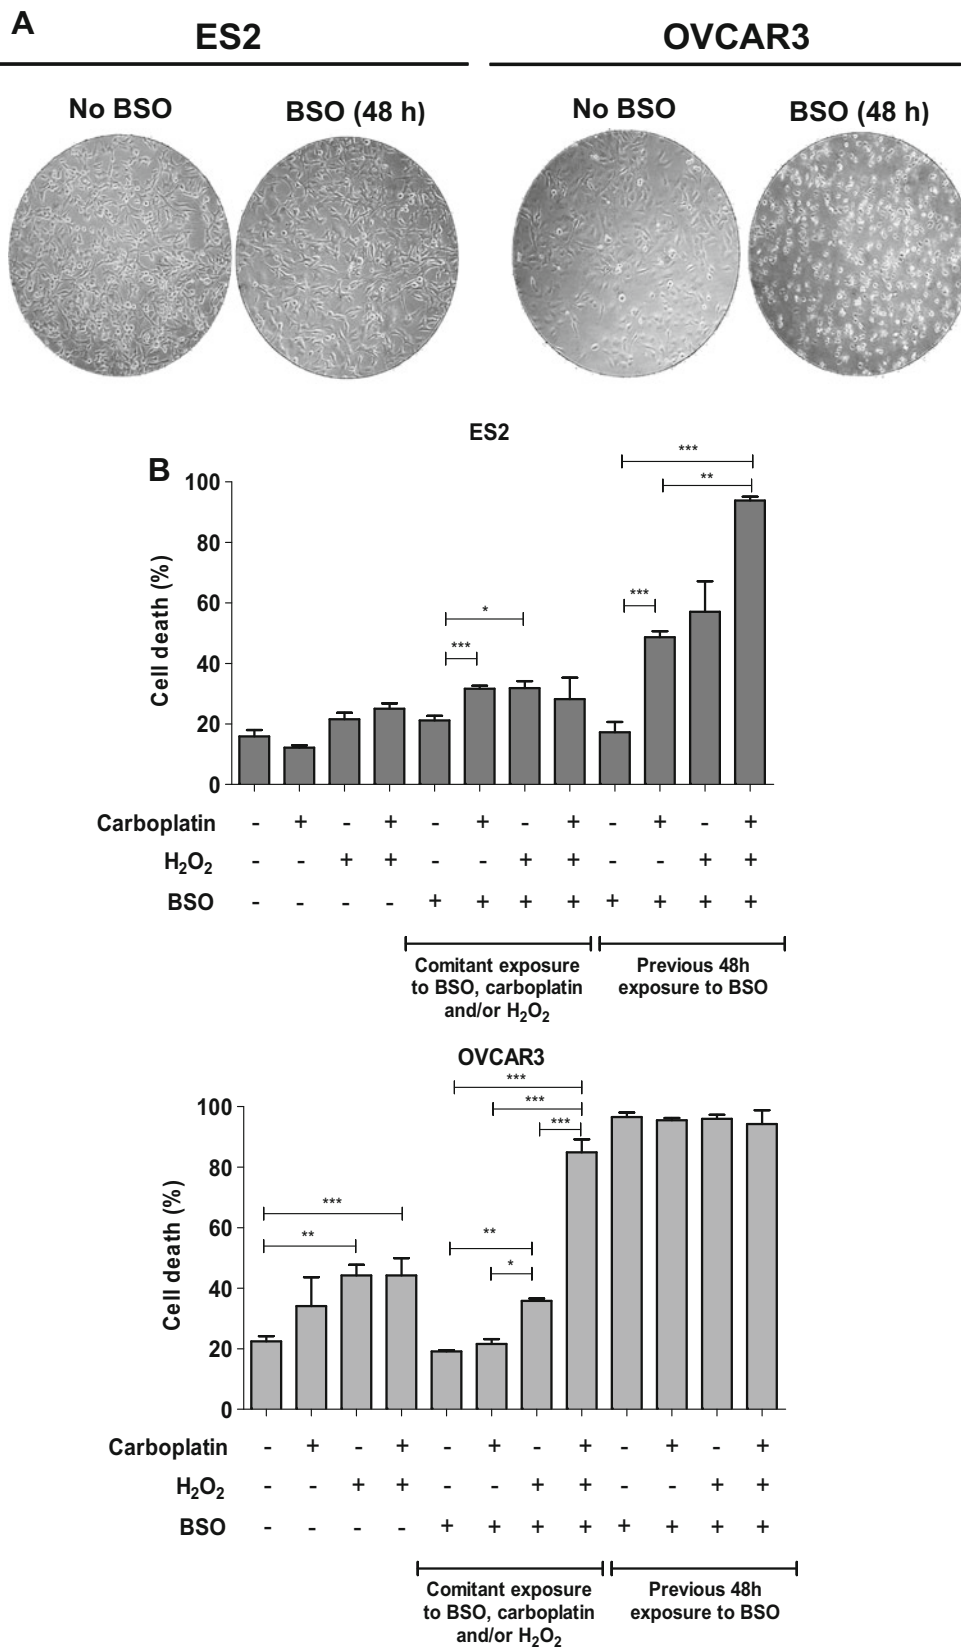 A
ES2
OVCAR3
No BSO
BSO (48 h)
No BSO
BSO (48 h)
B
ES2
Cell death (%)
100
80
60
40
20
0
***
**
***
*
***
Carboplatin - + - + - + - + - + - +
H₂O₂ - - + + - - + + - - + +
BSO - - - - + + + + + + + +
Comitant exposure
to BSO, carboplatin
and/or H₂O₂
Previous 48h
exposure to BSO
OVCAR3
Cell death (%)
100
80
60
40
20
0
***
***
***
***
**
**
*
Carboplatin - + - + - + - + - + - +
H₂O₂ - - + + - - + + - - + +
BSO - - - - + + + + + + + +
Comitant exposure
to BSO, carboplatin
and/or H₂O₂
Previous 48h
exposure to BSO